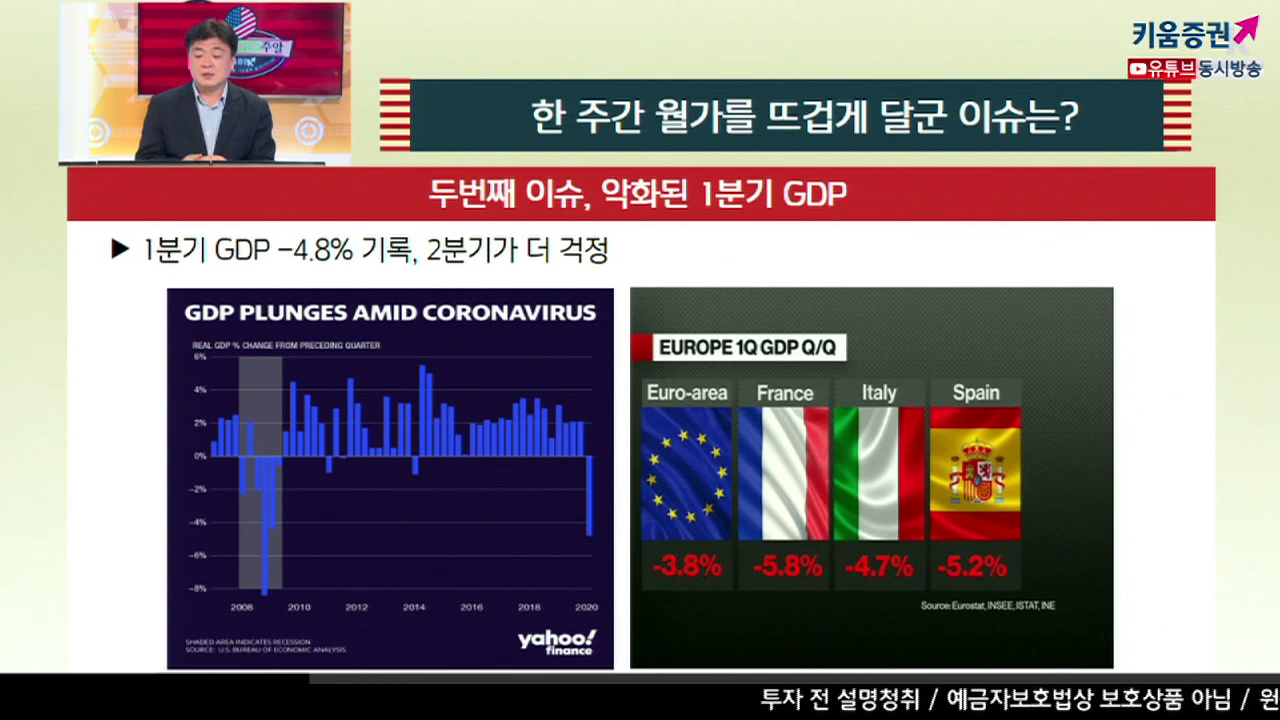 주말
키움증권
유튜브동시방송
한 주간 월가를 뜨겁게 달군 이슈는?
두번째 이슈, 악화된 1분기 GDP
▶ 1분기 GDP -4.8% 기록, 2분기가 더 걱정
GDP PLUNGES AMID CORONAVIRUS
REAL GDP % CHANGE FROM PRECEDING QUARTER
6%
4%
2%
0%
-2%
-4%
-6%
-8%
2008 2010 2012 2014 2016 2018 2020
SHADED AREA INDICATES RECESSION
SOURCE: U.S. BUREAU OF ECONOMIC ANALYSIS
yahoo!
finance
EUROPE 1Q GDP Q/Q
Euro-area France Italy Spain
-3.8% -5.8% -4.7% -5.2%
Source: Eurostat, INSEE, ISTAT, INE
투자 전 설명청취 / 예금자보호법상 보호상품 아님 / 원